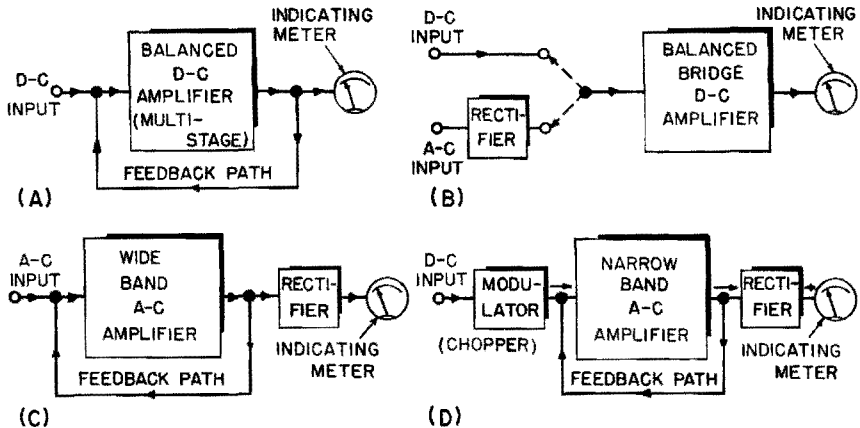 INDICATING
METER
BALANCED
D-C
AMPLIFIER
(MULTI-
STAGE)
D-C
INPUT
FEEDBACK PATH
(A)
D-C
INPUT
RECTI-
FIER
A-C
INPUT
BALANCED
BRIDGE
D-C
AMPLIFIER
INDICATING
METER
(B)
A-C
INPUT
WIDE
BAND
A-C
AMPLIFIER
RECTI-
FIER
INDICATING
METER
FEEDBACK PATH
(C)
D-C
INPUT
MODU-
LATOR
(CHOPPER)
NARROW
BAND
A-C
AMPLIFIER
RECTI-
FIER
INDICATING
METER
FEEDBACK PATH
(D)